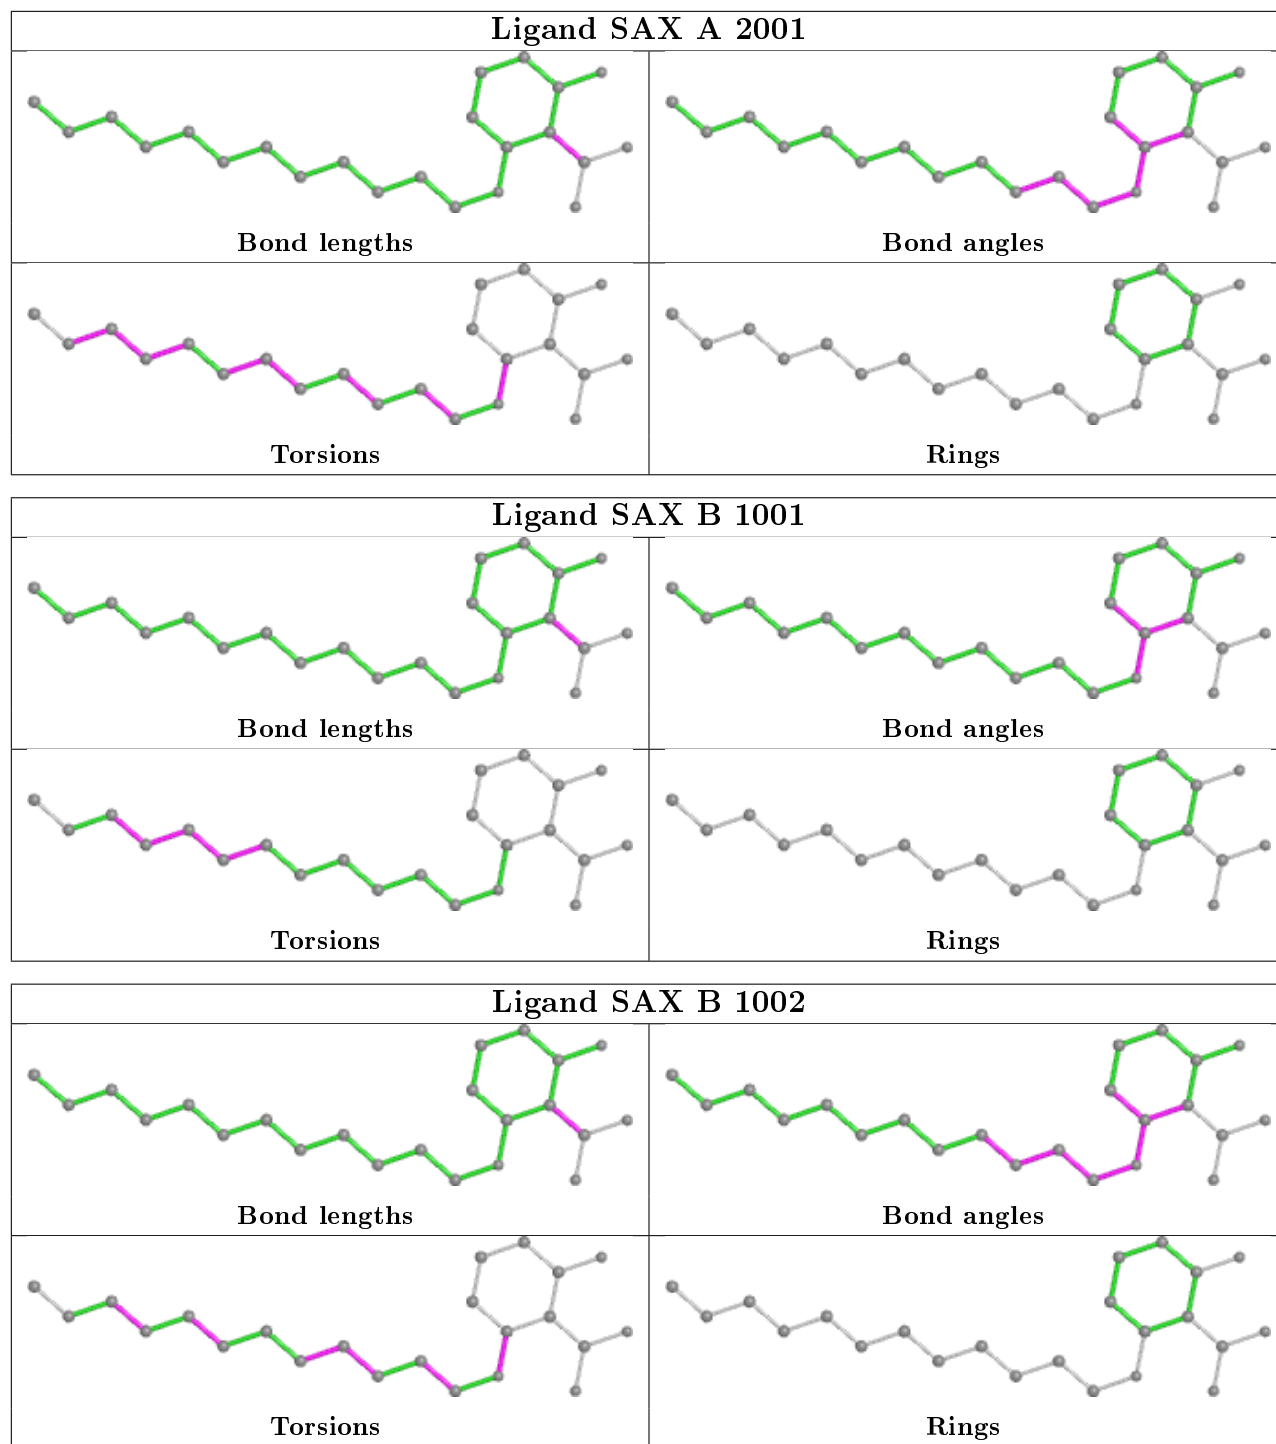 Ligand SAX A 2001
Bond lengths
Bond angles
Torsions
Rings
Ligand SAX B 1001
Bond lengths
Bond angles
Torsions
Rings
Ligand SAX B 1002
Bond lengths
Bond angles
Torsions
Rings